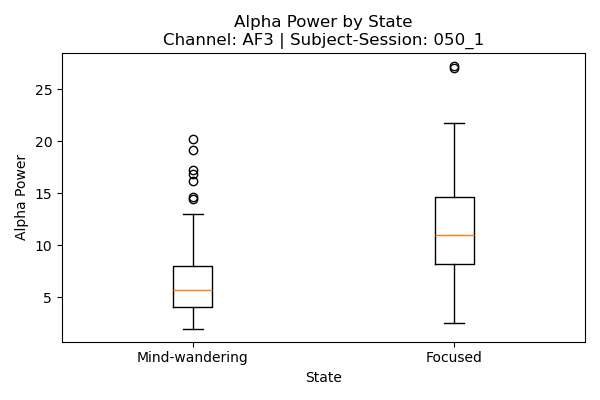 Alpha Power by State
Channel: AF3 | Subject-Session: 050_1
Alpha Power
25
20
15
10
5
Mind-wandering
Focused
State